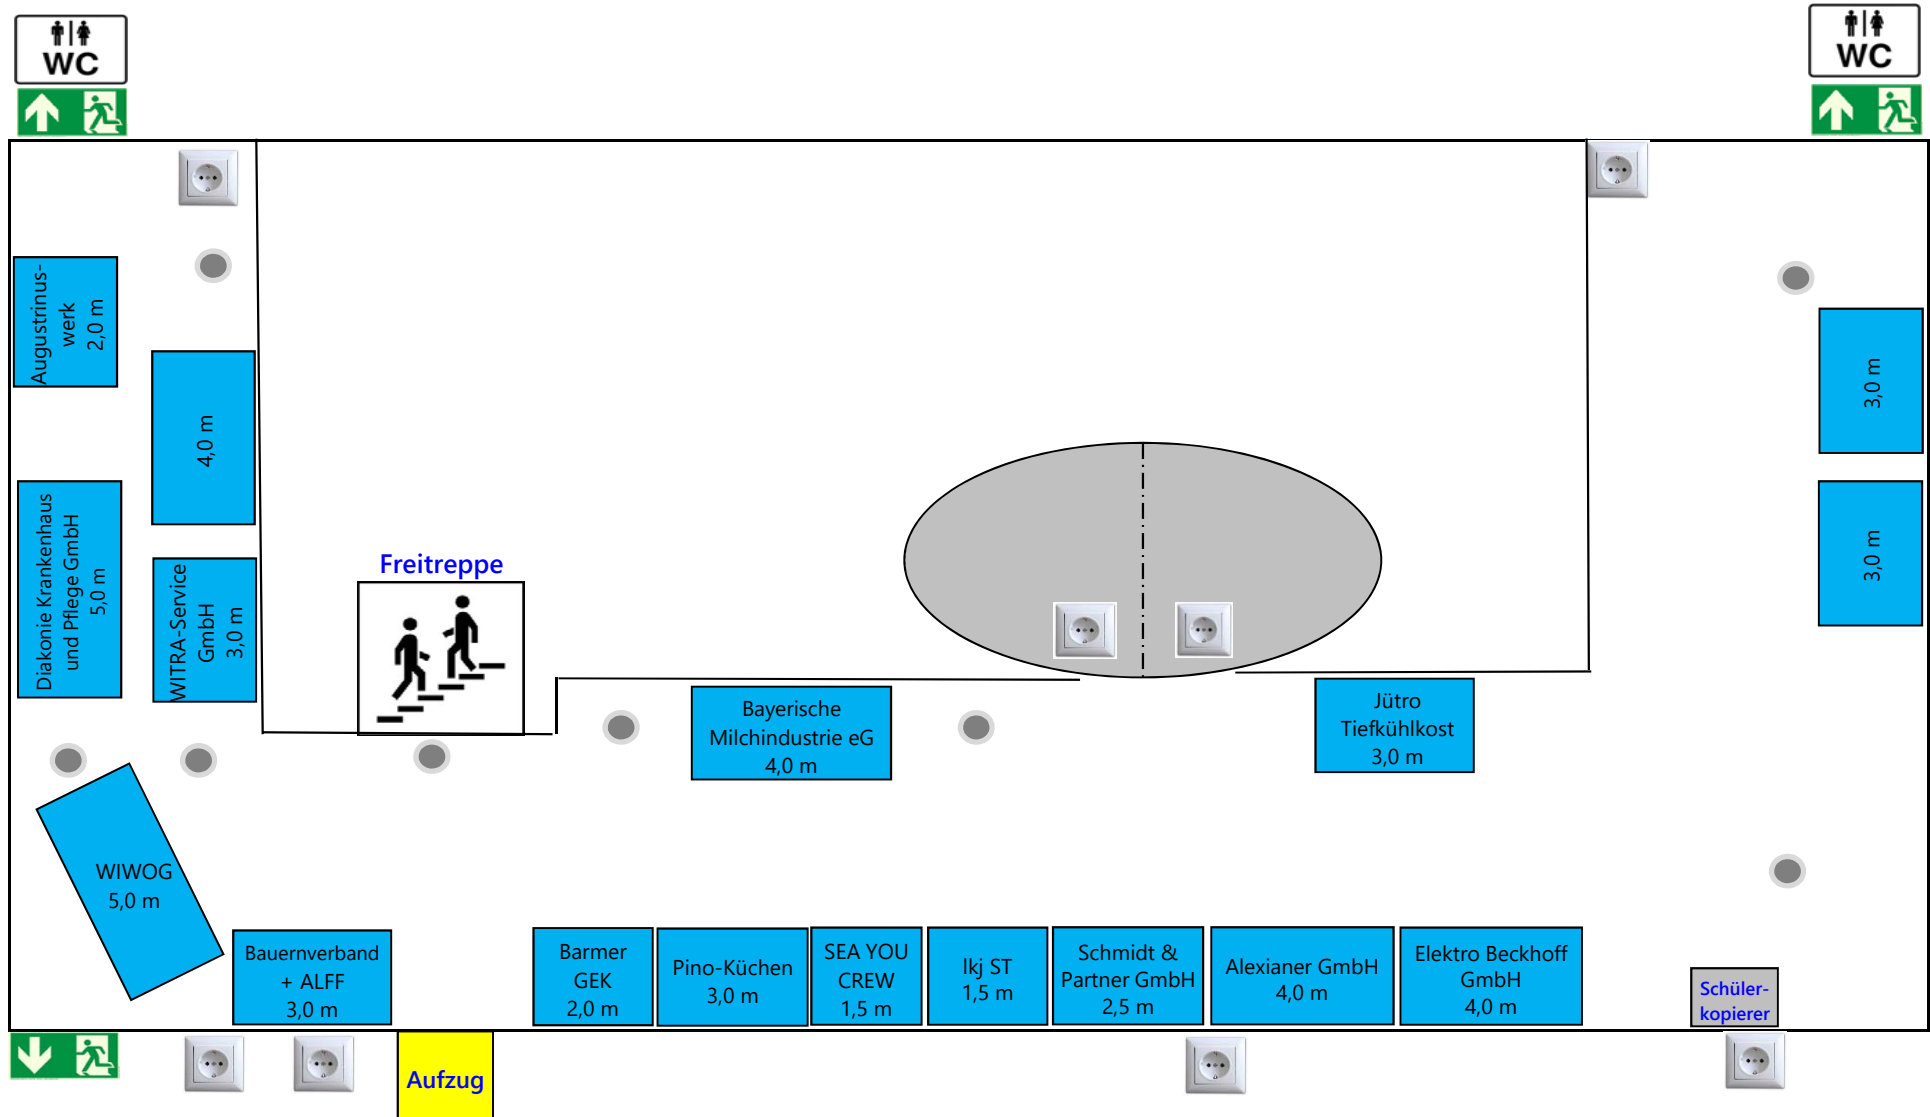 WC
WC
Augustrinus-
werk
2,0 m
4,0 m
3,0 m
Diakonie Krankenhaus
und Pflege GmbH
5,0 m
WITRA-Service
GmbH
3,0 m
3,0 m
Freitreppe
Bayerische
Milchindustrie eG
4,0 m
Jütro
Tiefkühlkost
3,0 m
WIWOG
5,0 m
Bauernverband
+ ALFF
3,0 m
Barmer
GEK
2,0 m
Pino-Küchen
3,0 m
SEA YOU
CREW
1,5 m
lkj ST
1,5 m
Schmidt &
Partner GmbH
2,5 m
Alexianer GmbH
4,0 m
Elektro Beckhoff
GmbH
4,0 m
Schüler-
kopierer
Aufzug